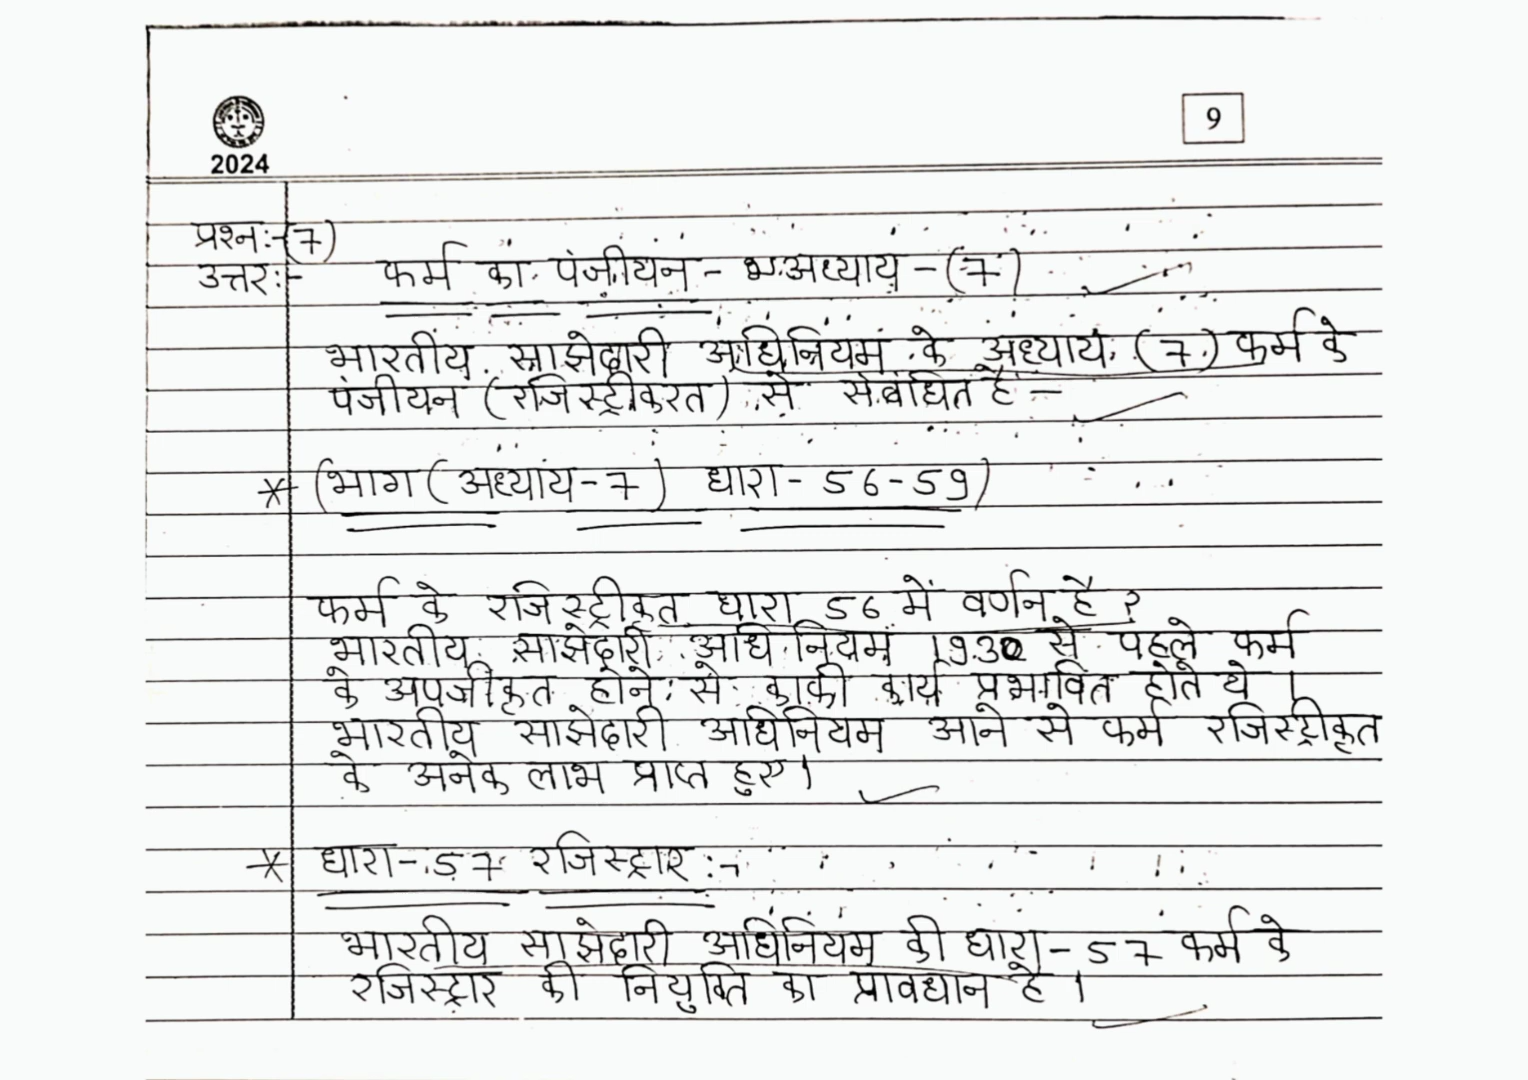 9
2024
प्रश्न:-(7)
उत्तर:- फर्म का पंजीयन - अध्याय - (7)
भारतीय साझेदारी अधिनियम के अध्याय (7) फर्म के
पंजीयन (रजिस्ट्रीकरत) से संबंधित है -
* (भाग (अध्याय-7) धारा - 56-59)
फर्म के रजिस्ट्रीकृत धारा 56 में वर्णन है ?
भारतीय साझेदारी अधिनियम 1930 से पहले फर्म
के अपजीकृत होने से काफी कार्य प्रभावित होते थे ।
भारतीय साझेदारी अधिनियम आने से फर्म रजिस्ट्रीकृत
के अनेक लाभ प्राप्त हुए ।
* धारा - 57 रजिस्ट्रार :-
भारतीय साझेदारी अधिनियम की धारा - 57 फर्म के
रजिस्ट्रार की नियुक्ति का प्रावधान है ।